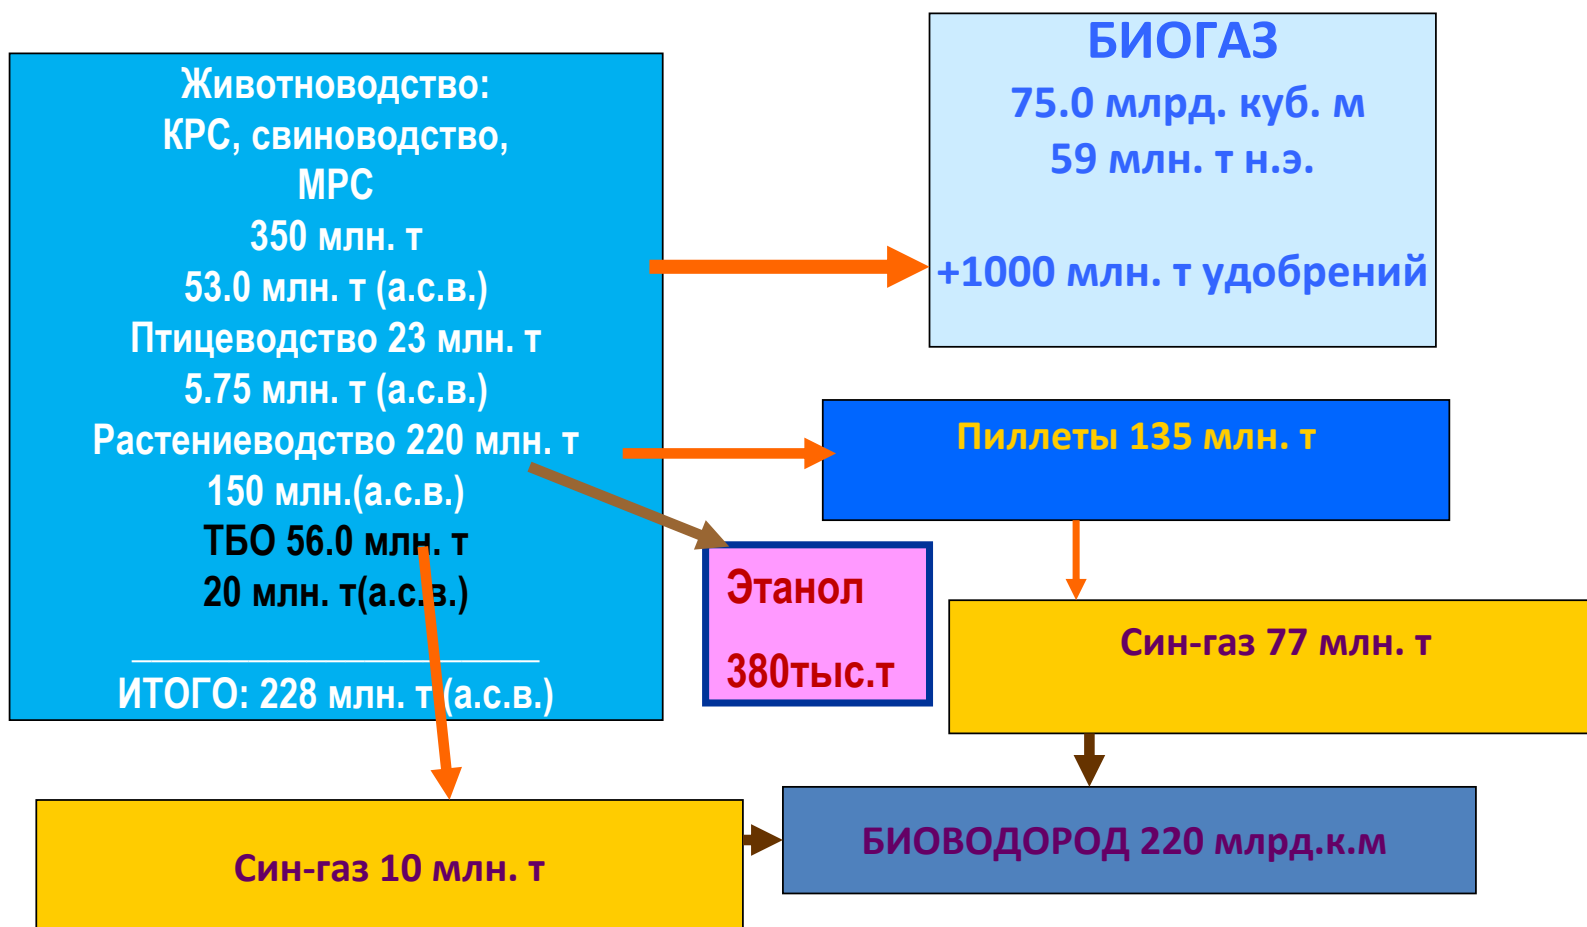 Животноводство:
КРС, свиноводство,
МРС
350 млн. т
53.0 млн. т (а.с.в.)
Птицеводство 23 млн. т
5.75 млн. т (а.с.в.)
Растениеводство 220 млн. т
150 млн.(а.с.в.)
ТБО 56.0 млн. т
20 млн. т(а.с.в.)
ИТОГО: 228 млн. т (а.с.в.)
БИОГАЗ
75.0 млрд. куб. м
59 млн. т н.э.
+1000 млн. т удобрений
Пиллеты 135 млн. т
Этанол
380тыс.т
Син-газ 77 млн. т
Син-газ 10 млн. т
БИОВОДОРОД 220 млрд.к.м